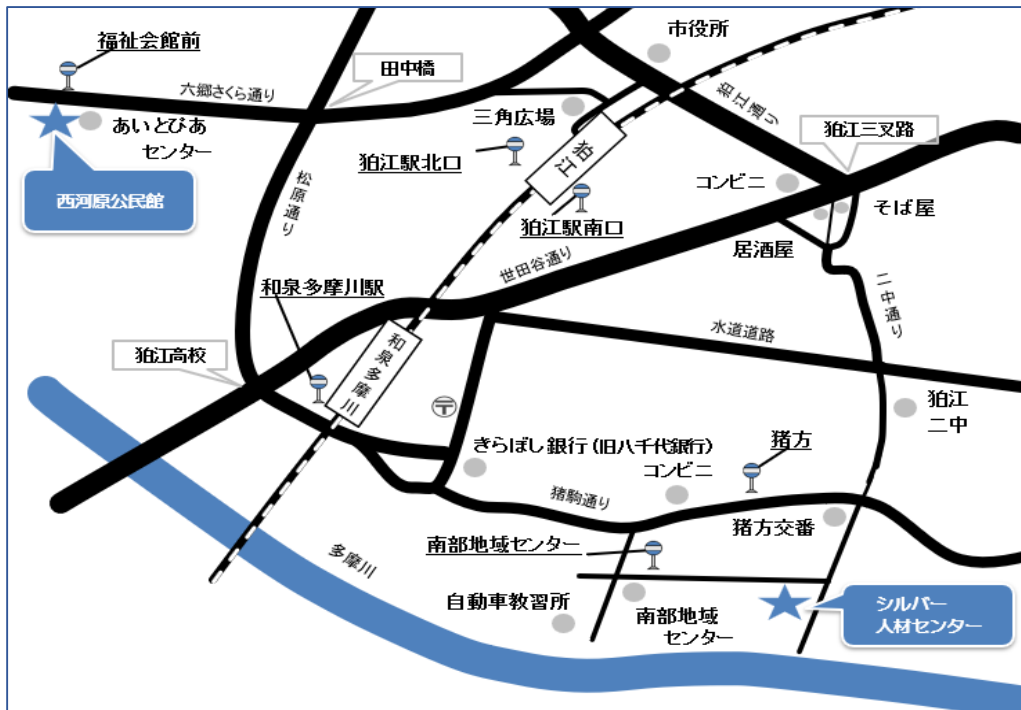 福祉会館前
市役所
田中橋
六郷さくら通り
あいとぴあ
センター
三角広場
狛江通り
狛江三叉路
狛江駅北口
狛江
コンビニ
西河原公民館
松原通り
そば屋
狛江駅南口
居酒屋
世田谷通り
和泉多摩川駅
二中通り
水道道路
狛江高校
和泉多摩川
〒
狛江
二中
きらぼし銀行(旧八千代銀行)
コンビニ
猪方
猪駒通り
猪方交番
南部地域センター
多摩川
自動車教習所
南部地域
センター
シルバー
人材センター